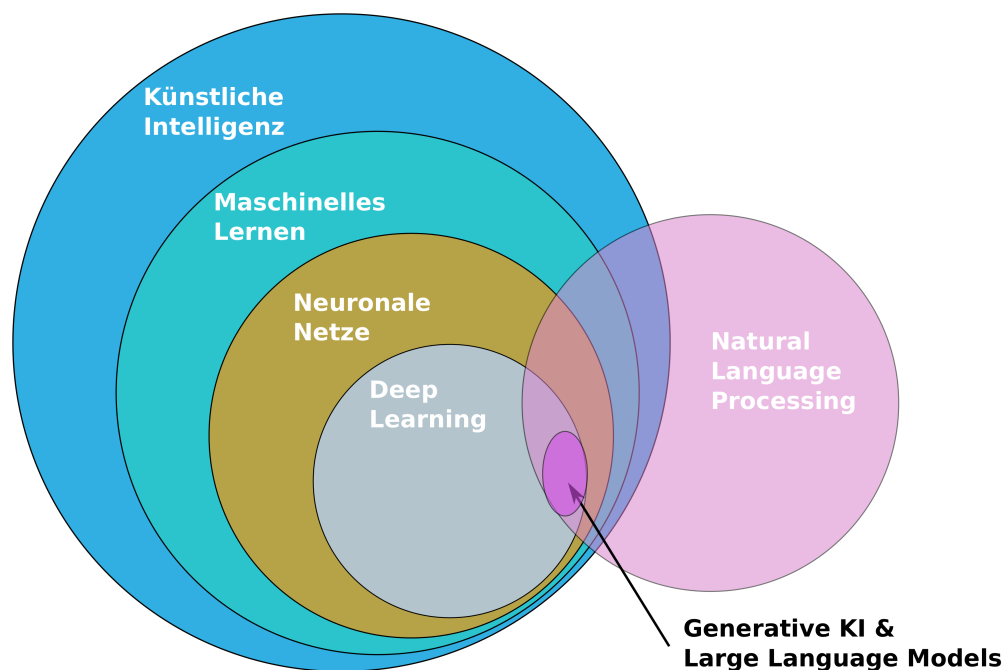 Künstliche
Intelligenz
Maschinelles
Lernen
Neuronale
Netze
Deep
Learning
Natural
Language
Processing
Generative KI &
Large Language Models